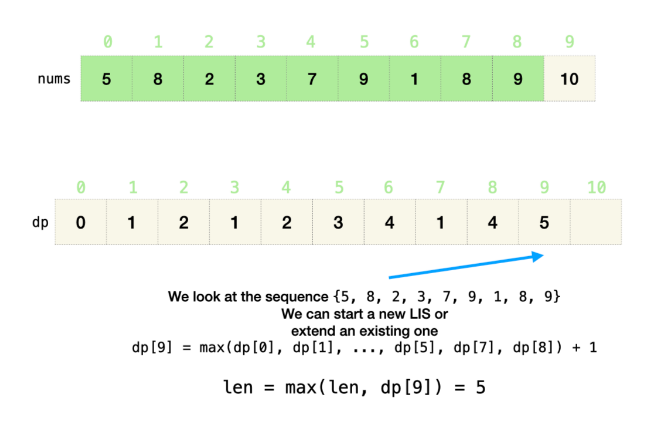 0 1 2 3 4 5 6 7 8 9
nums 5 8 2 3 7 9 1 8 9 10
0 1 2 3 4 5 6 7 8 9 10
dp 0 1 2 1 2 3 4 1 4 5
We look at the sequence {5, 8, 2, 3, 7, 9, 1, 8, 9}
We can start a new LIS or
extend an existing one
dp[9] = max(dp[0], dp[1], ..., dp[5], dp[7], dp[8]) + 1
len = max(len, dp[9]) = 5